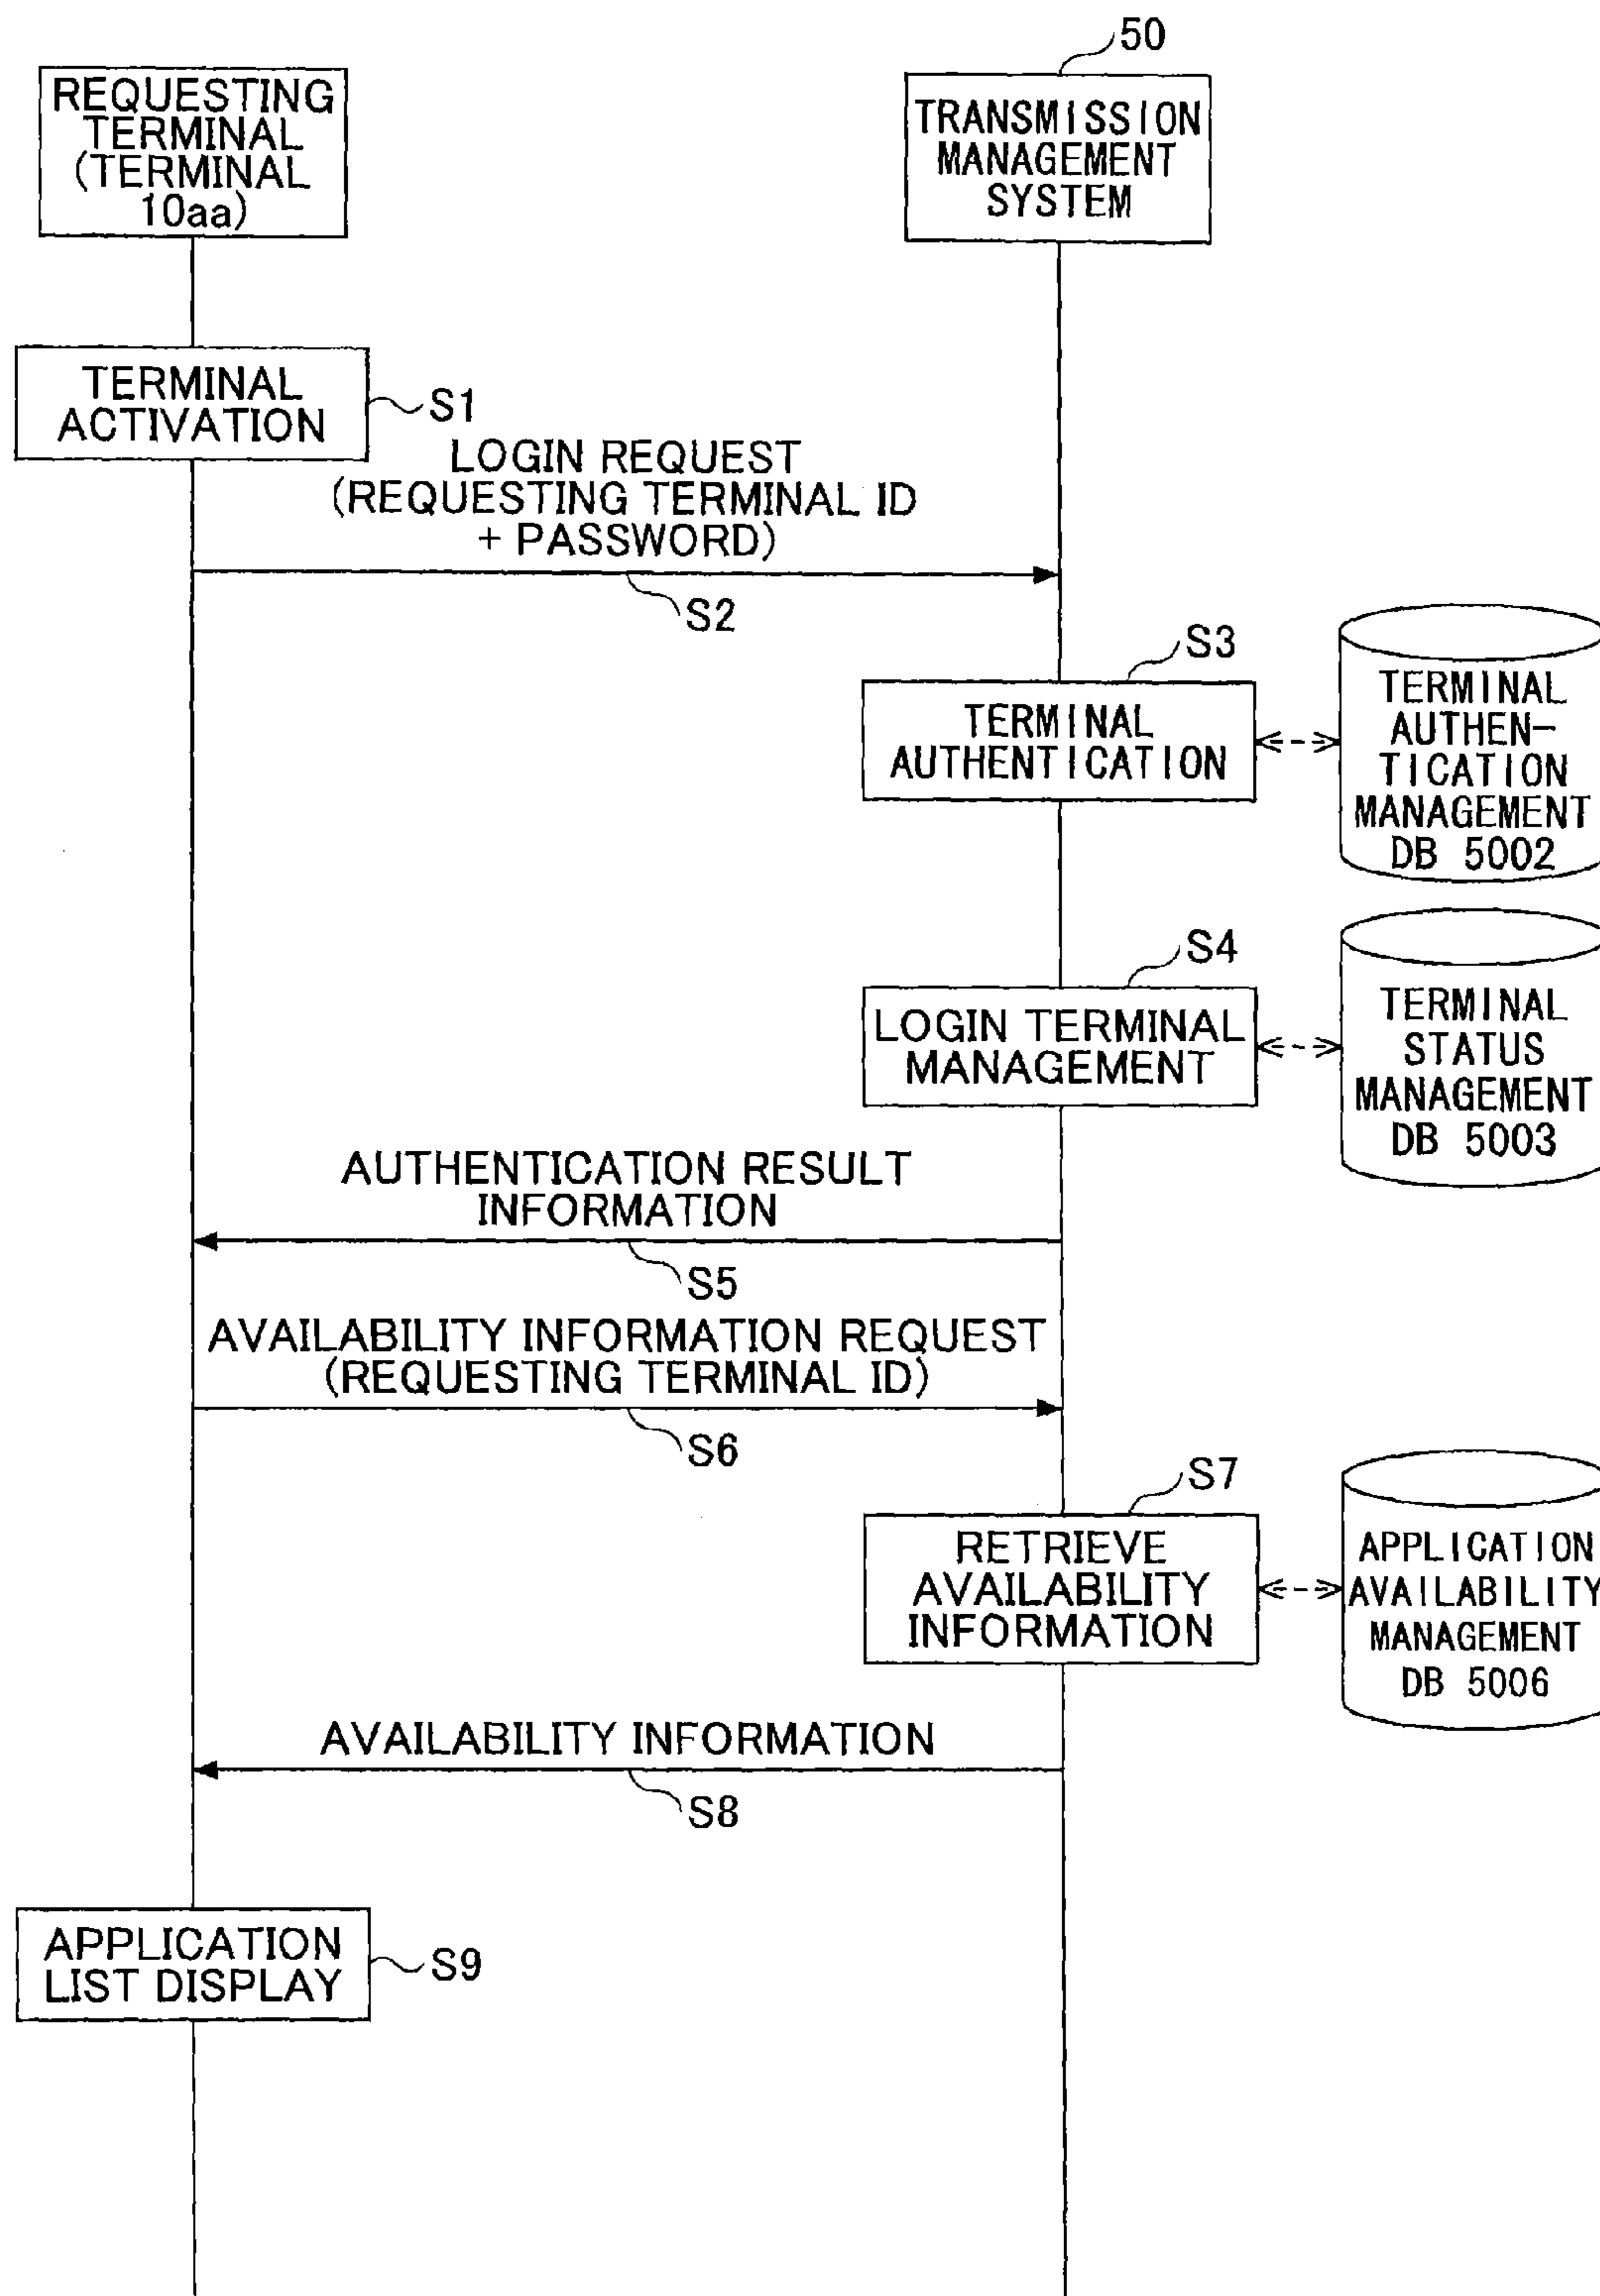 50
REQUESTING
TERMINAL
(TERMINAL
10aa)
TRANSMISSION
MANAGEMENT
SYSTEM
TERMINAL
ACTIVATION
S1
LOGIN REQUEST
(REQUESTING TERMINAL ID
+ PASSWORD)
S2
S3
TERMINAL
AUTHENTICATION
TERMINAL
AUTHEN-
TICATION
MANAGEMENT
DB 5002
S4
LOGIN TERMINAL
MANAGEMENT
TERMINAL
STATUS
MANAGEMENT
DB 5003
AUTHENTICATION RESULT
INFORMATION
S5
AVAILABILITY INFORMATION REQUEST
(REQUESTING TERMINAL ID)
S6
S7
RETRIEVE
AVAILABILITY
INFORMATION
APPLICATION
AVAILABILITY
MANAGEMENT
DB 5006
AVAILABILITY INFORMATION
S8
APPLICATION
LIST DISPLAY
S9